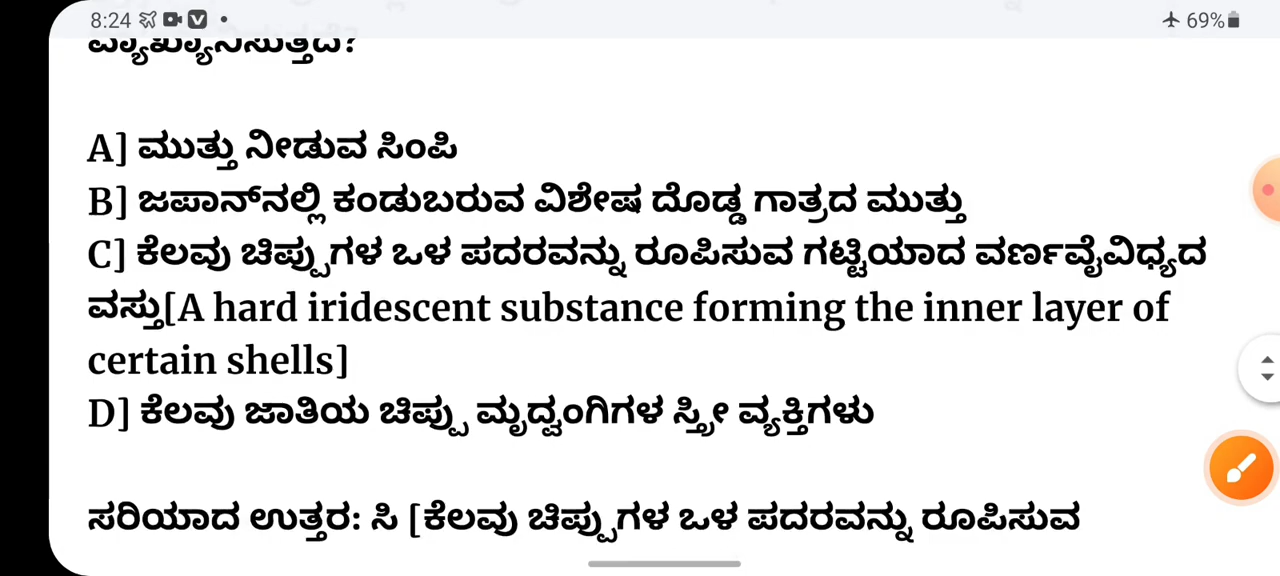 8:24
69%
ವ್ಯಾಖ್ಯಾನಿಸುತ್ತದೆ?
A] ಮುತ್ತು ನೀಡುವ ಸಿಂಪಿ
B] ಜಪಾನ್‌ನಲ್ಲಿ ಕಂಡುಬರುವ ವಿಶೇಷ ದೊಡ್ಡ ಗಾತ್ರದ ಮುತ್ತು
C] ಕೆಲವು ಚಿಪ್ಪುಗಳ ಒಳ ಪದರವನ್ನು ರೂಪಿಸುವ ಗಟ್ಟಿಯಾದ ವರ್ಣವೈವಿಧ್ಯದ
ವಸ್ತು[A hard iridescent substance forming the inner layer of
certain shells]
D] ಕೆಲವು ಜಾತಿಯ ಚಿಪ್ಪು ಮೃದ್ವಂಗಿಗಳ ಸ್ತ್ರೀ ವ್ಯಕ್ತಿಗಳು
ಸರಿಯಾದ ಉತ್ತರ: ಸಿ [ಕೆಲವು ಚಿಪ್ಪುಗಳ ಒಳ ಪದರವನ್ನು ರೂಪಿಸುವ